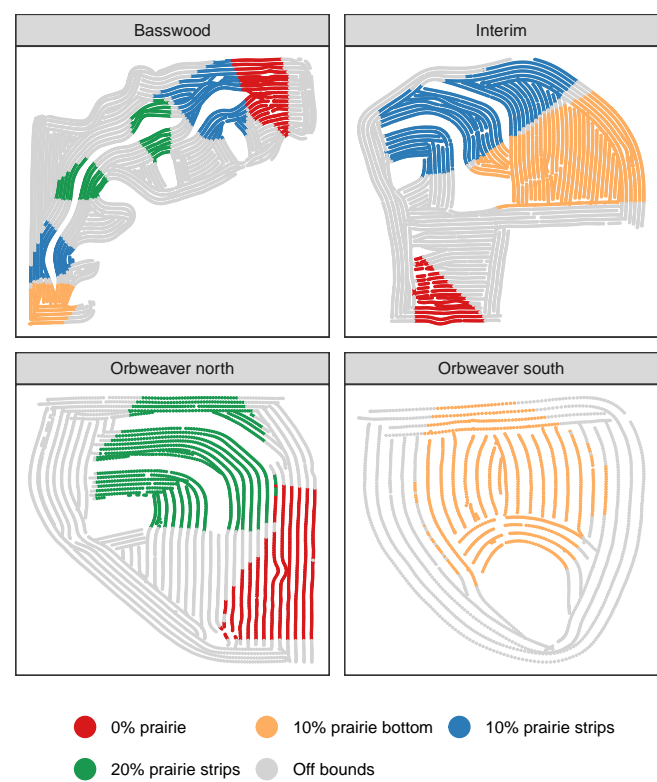 Basswood
Interim
Orbweaver north
Orbweaver south
0% prairie
10% prairie bottom
10% prairie strips
20% prairie strips
Off bounds